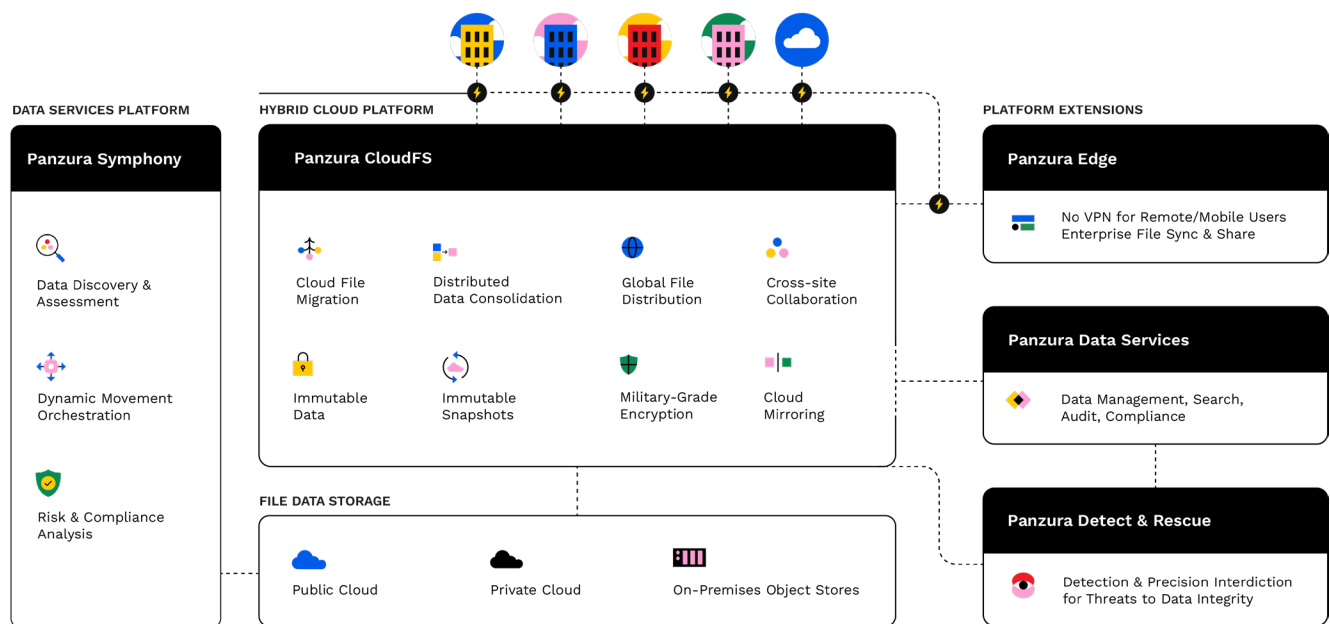 DATA SERVICES PLATFORM
Panzura Symphony
Data Discovery &
Assessment
Dynamic Movement
Orchestration
Risk & Compliance
Analysis
HYBRID CLOUD PLATFORM
Panzura CloudFS
Cloud File
Migration
Distributed
Data Consolidation
Global File
Distribution
Cross-site
Collaboration
Immutable
Data
Immutable
Snapshots
Military-Grade
Encryption
Cloud
Mirroring
FILE DATA STORAGE
Public Cloud
Private Cloud
On-Premises Object Stores
PLATFORM EXTENSIONS
Panzura Edge
No VPN for Remote/Mobile Users
Enterprise File Sync & Share
Panzura Data Services
Data Management, Search,
Audit, Compliance
Panzura Detect & Rescue
Detection & Precision Interdiction
for Threats to Data Integrity